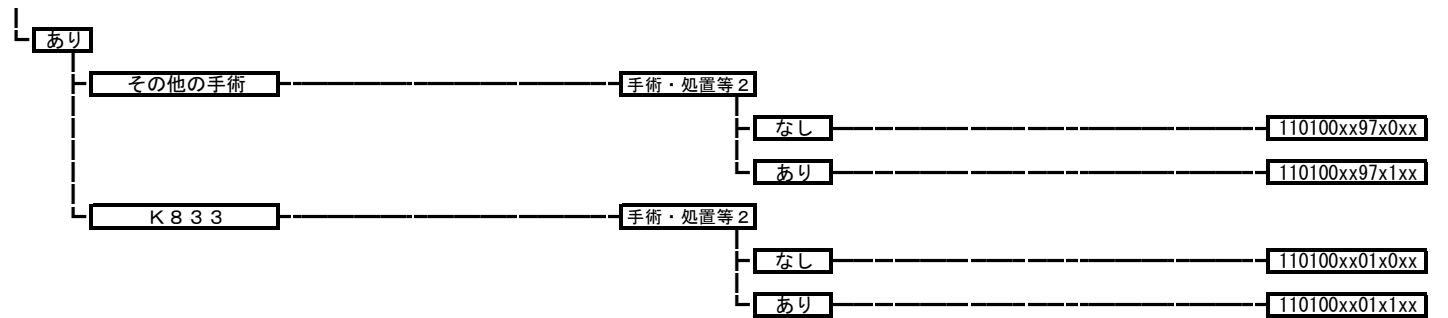 あり
その他の手術 手術・処置等２
なし 110100xx97x0xx
あり 110100xx97x1xx
Ｋ８３３ 手術・処置等２
なし 110100xx01x0xx
あり 110100xx01x1xx